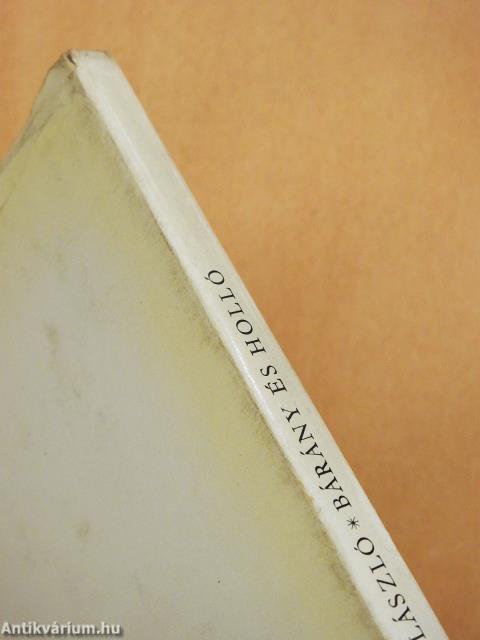 LÁSZLÓ * BÁRÁNY ÉS HOLLÓ
Antikvárium.hu